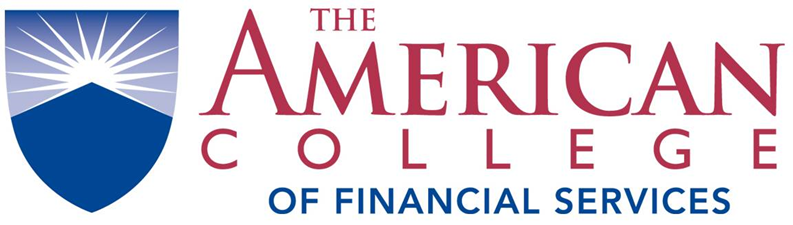 THE
AMERICAN
COLLEGE
OF FINANCIAL SERVICES